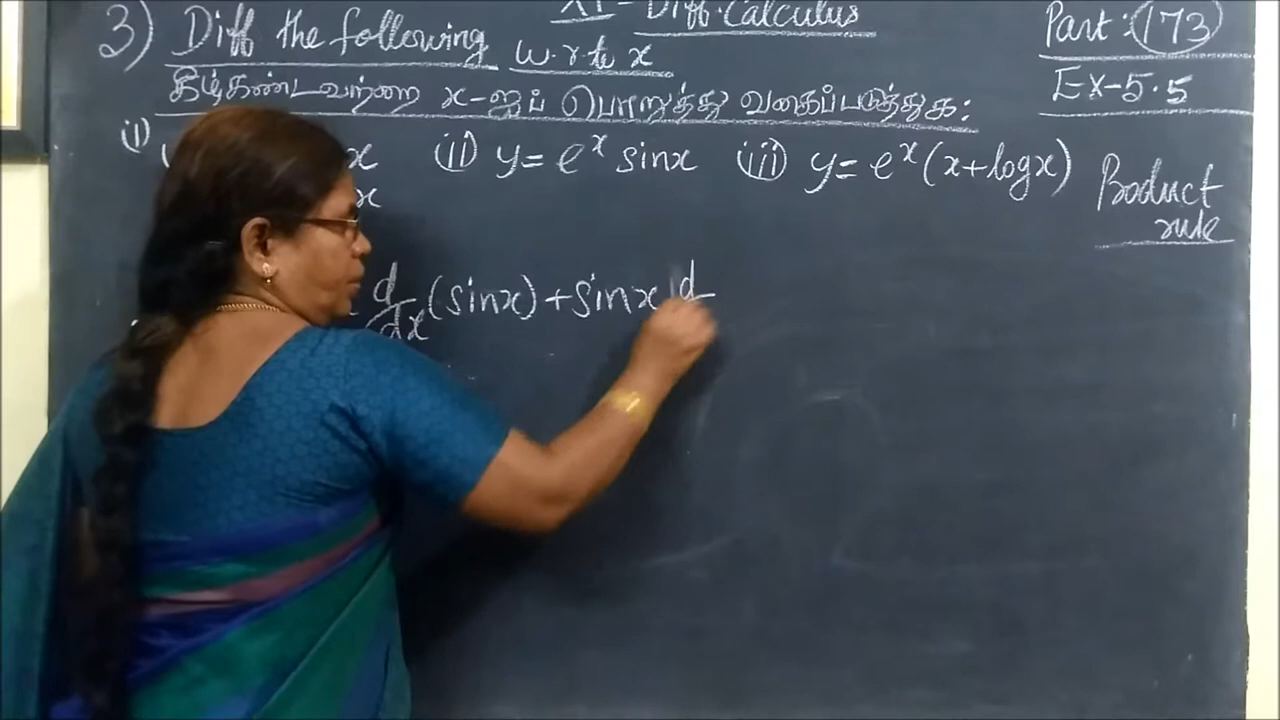 XI - Diff. Calculus
Part: 173
3) Diff the following w.r.to x
EX-5.5
கீழ்கண்டவற்றை x-ஐப் பொறுத்து வகைப்படுத்துக:
(i) x (ii) y = e^x sinx (iii) y = e^x (x+logx)
Product rule
x
d/dx (sinx) + sinx d